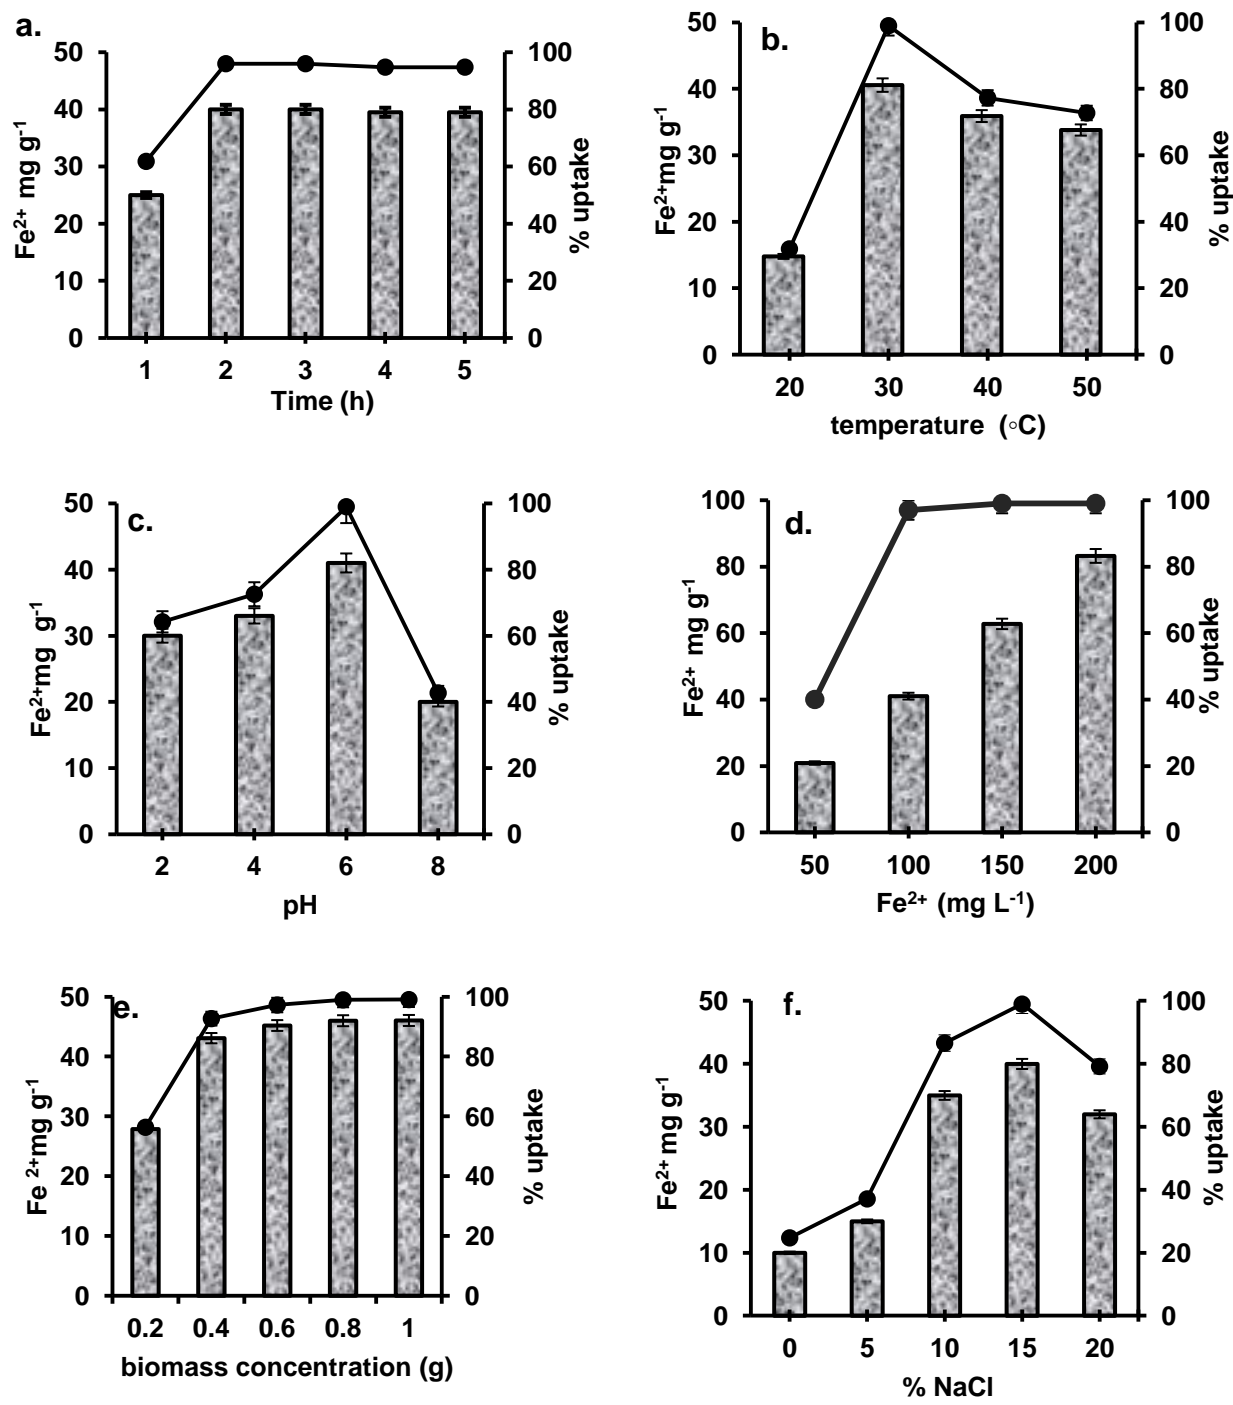 a.
50
40
30
20
10
0
Fe2+ mg g-1
100
80
60
40
20
0
% uptake
1 2 3 4 5
Time (h)
b.
50
40
30
20
10
0
Fe2+mg g-1
100
80
60
40
20
0
% uptake
20 30 40 50
temperature (◦C)
c.
50
40
30
20
10
0
Fe2+mg g-1
100
80
60
40
20
0
% uptake
2 4 6 8
pH
d.
100
80
60
40
20
0
Fe2+ mg g-1
100
80
60
40
20
0
% uptake
50 100 150 200
Fe2+ (mg L-1)
e.
50
40
30
20
10
0
Fe 2+mg g-1
100
80
60
40
20
0
% uptake
0.2 0.4 0.6 0.8 1
biomass concentration (g)
f.
50
40
30
20
10
0
Fe2+ mg g-1
100
80
60
40
20
0
% uptake
0 5 10 15 20
% NaCl